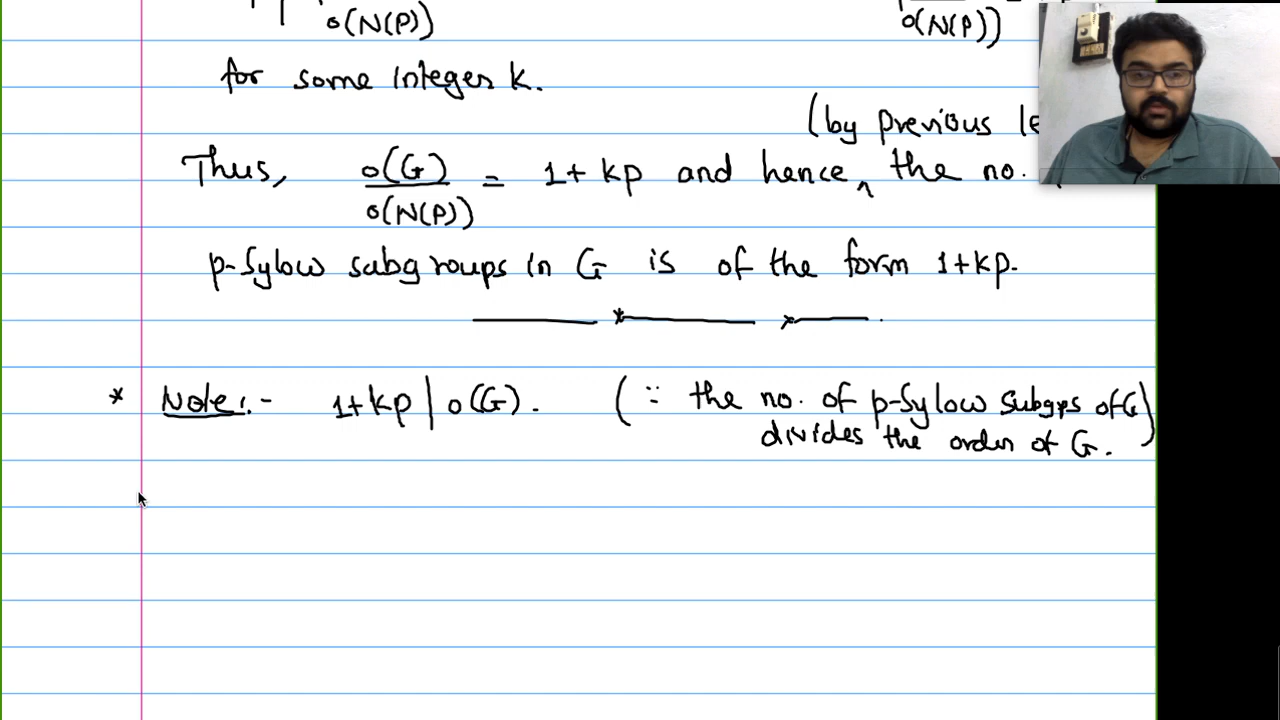 o(N(P)) o(N(P))
for some integer k.
(by previous
Thus, o(G)/o(N(P)) = 1+kp and hence ^ the no.
p-Sylow subgroups in G is of the form 1+kp.
* Note:- 1+kp | o(G). (∵ the no. of p-Sylow Subgps of G
divides the order of G.)